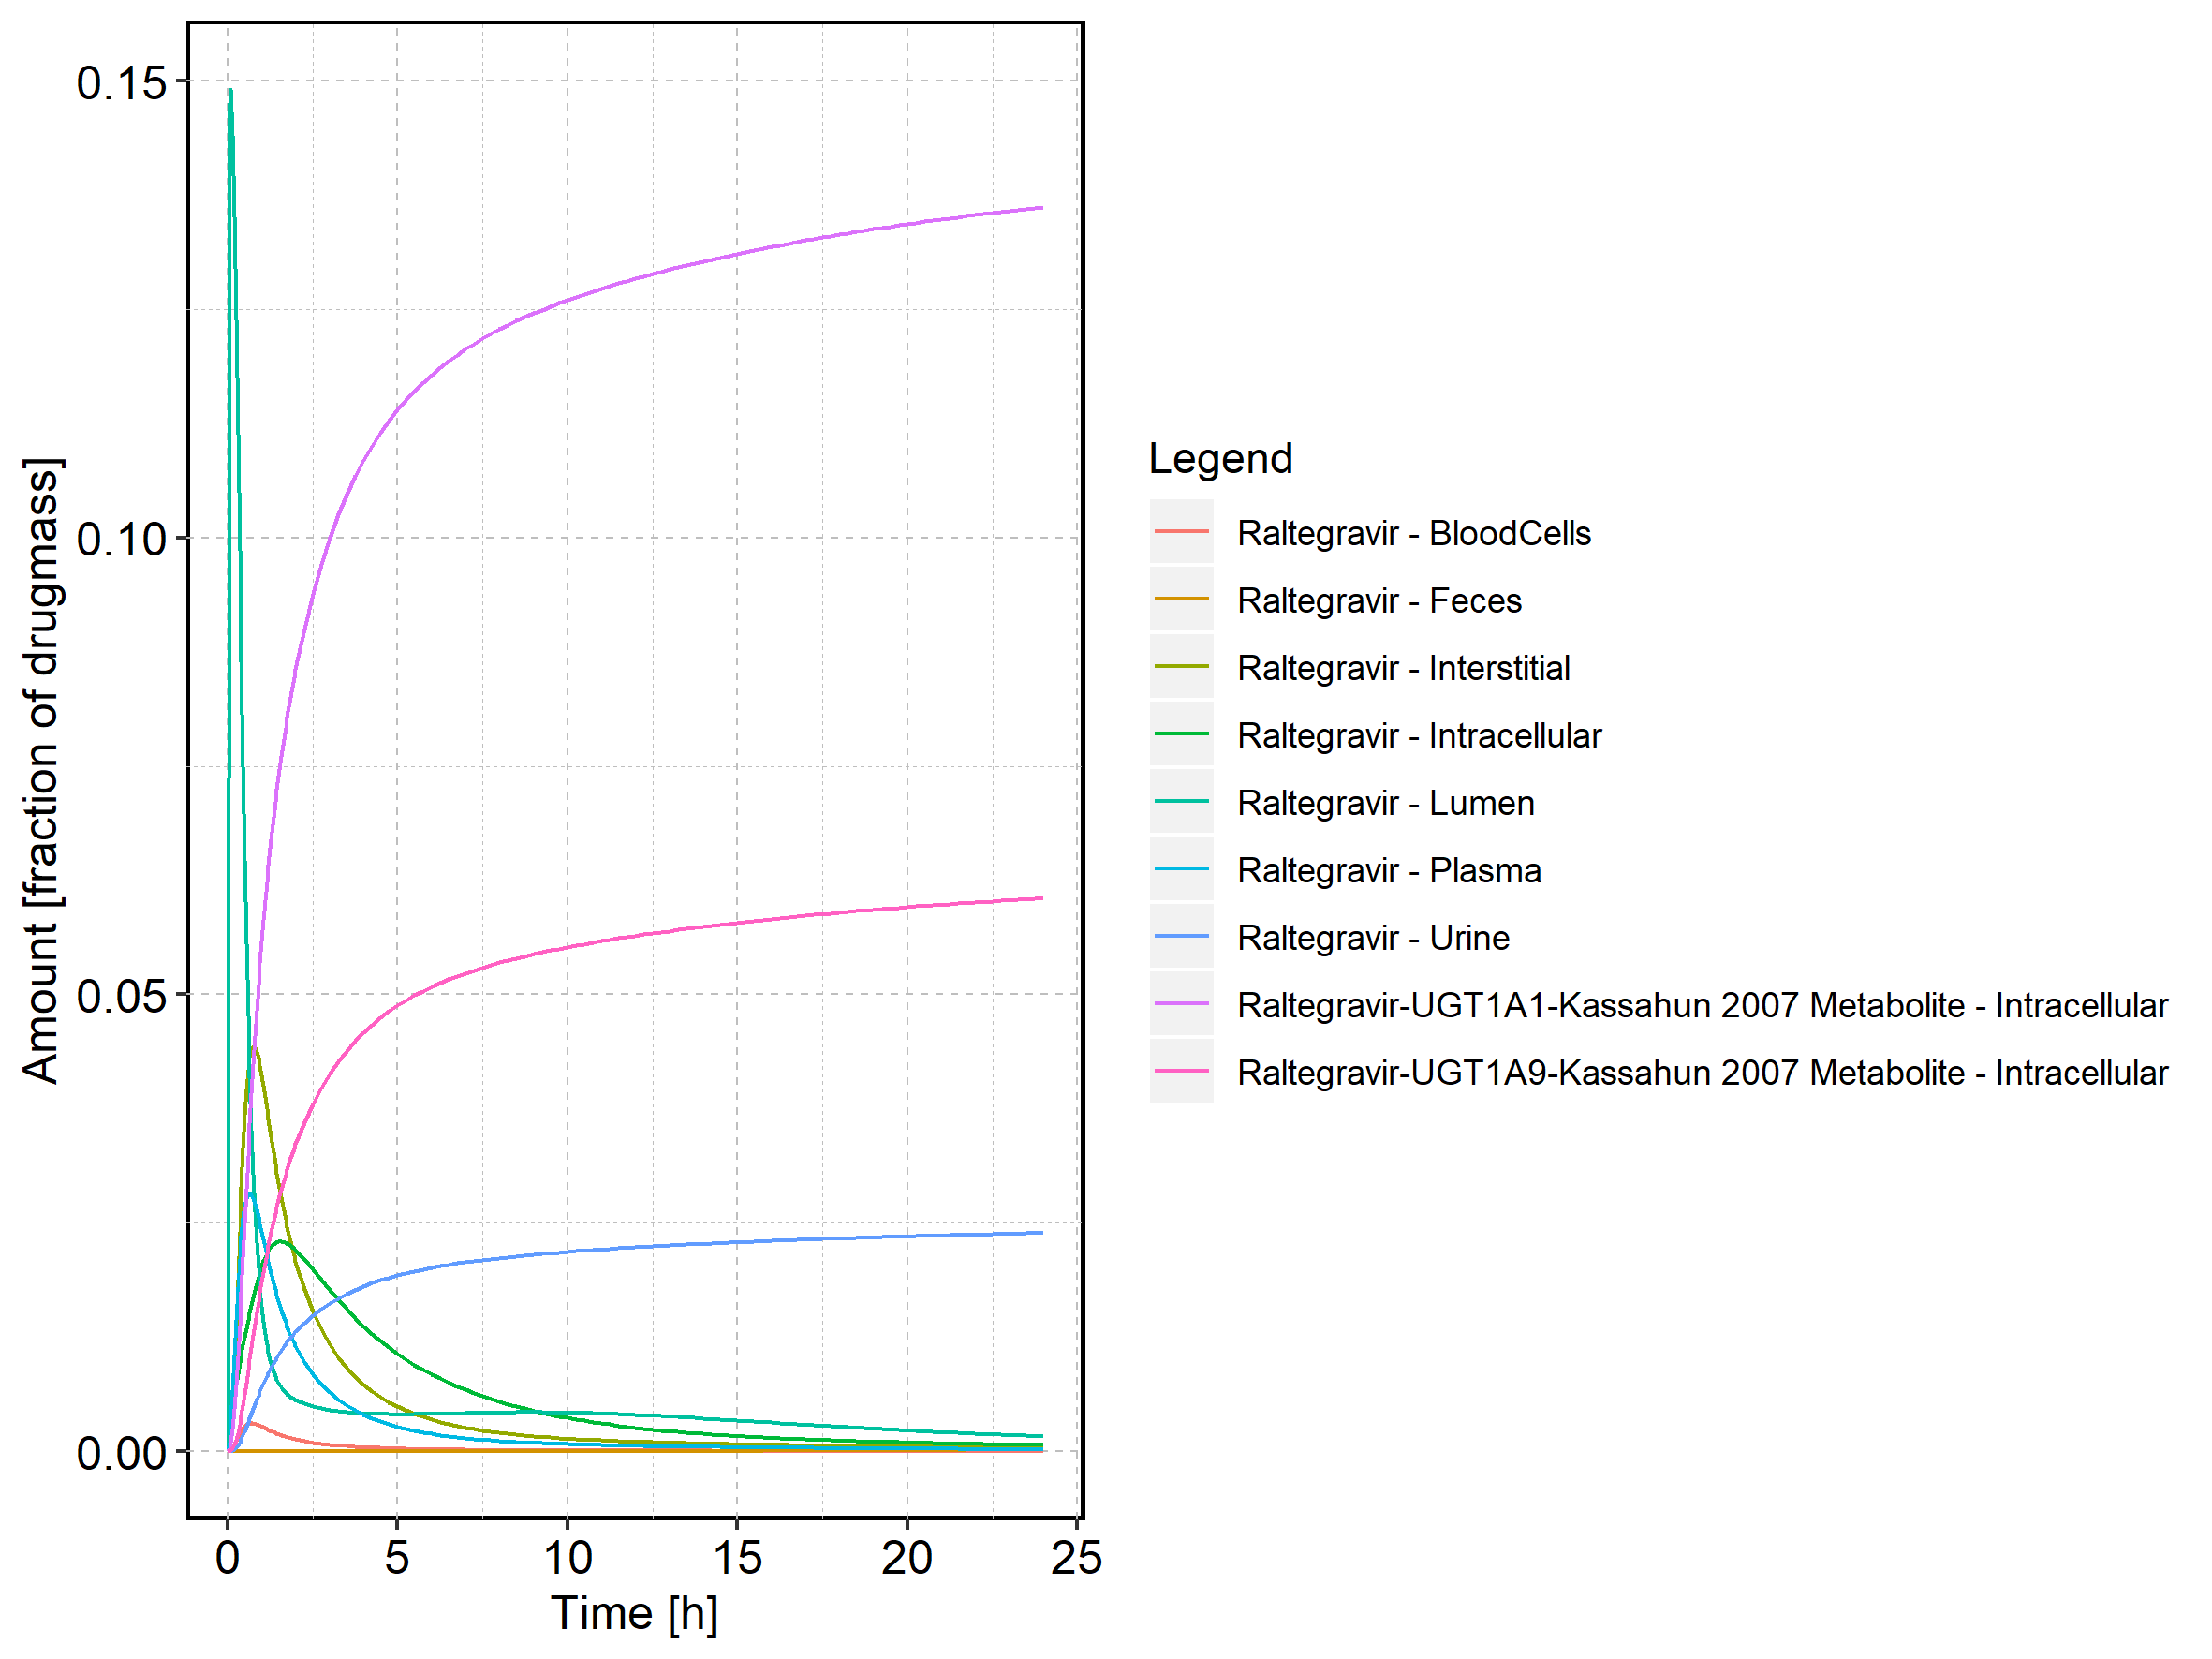 0.15
0.10
0.05
0.00
Amount [fraction of drugmass]
0 5 10 15 20 25
Time [h]
Legend
Raltegravir - BloodCells
Raltegravir - Feces
Raltegravir - Interstitial
Raltegravir - Intracellular
Raltegravir - Lumen
Raltegravir - Plasma
Raltegravir - Urine
Raltegravir-UGT1A1-Kassahun 2007 Metabolite - Intracellular
Raltegravir-UGT1A9-Kassahun 2007 Metabolite - Intracellular